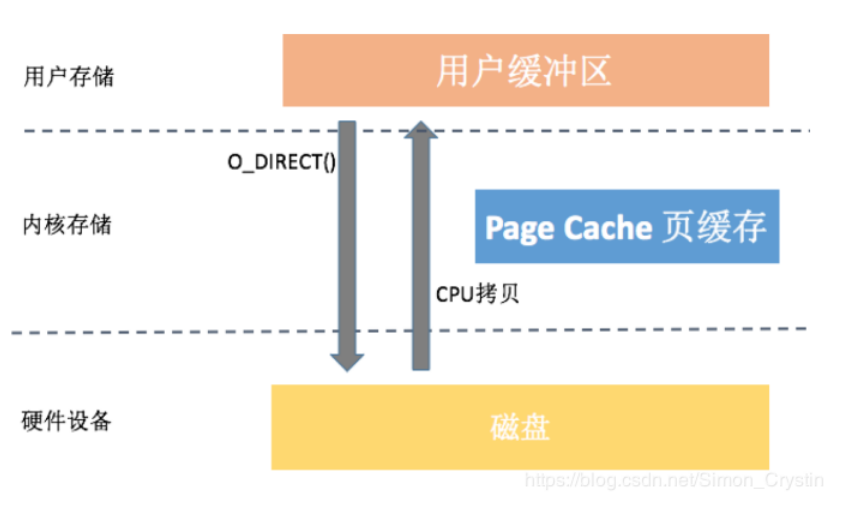 用户存储
用户缓冲区
O_DIRECT()
内核存储
Page Cache 页缓存
CPU拷贝
硬件设备
磁盘
https://blog.csdn.net/Simon_Crystin